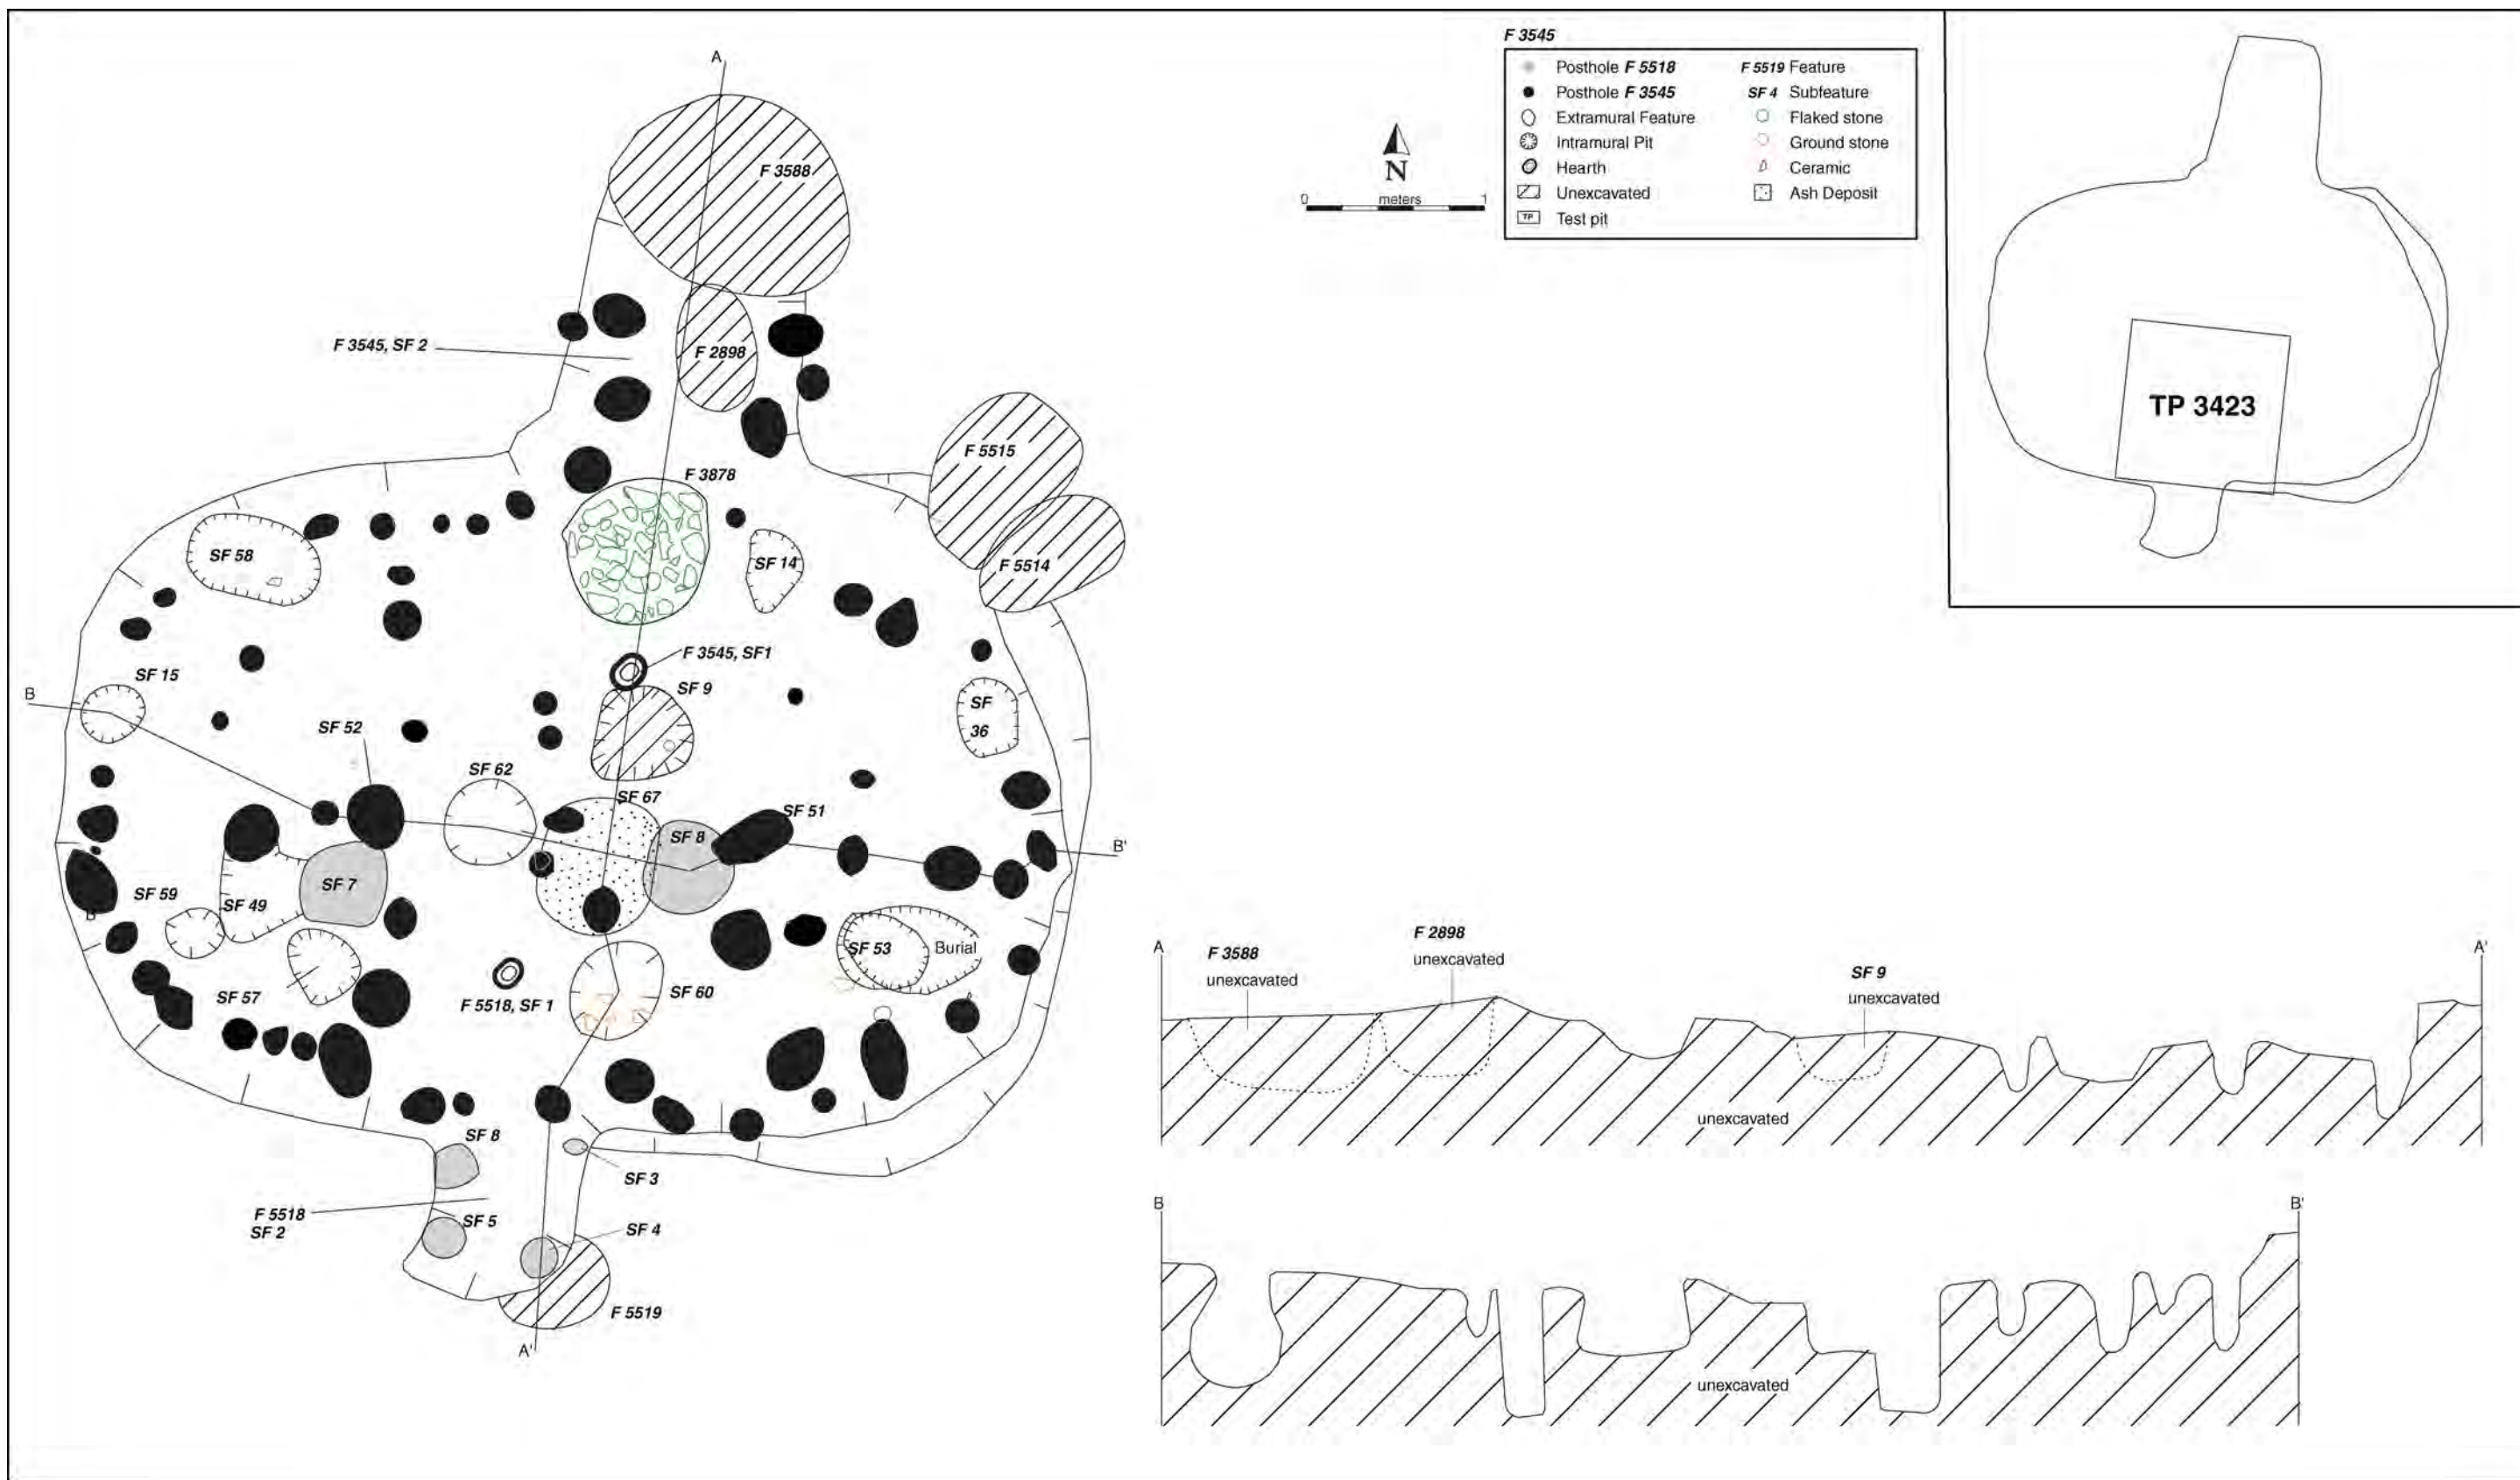 A
F 3588
F 3545, SF 2
F 2898
F 3878
F 5515
SF 58
SF 14
F 5514
F 3545, SF1
SF 15
SF 9
B
SF 52
SF
36
SF 62
SF 67
SF 51
SF 8
B'
SF 7
SF 59
SF 49
B
SF 53
Burial
SF 57
F 5518, SF 1
SF 60
SF 8
SF 3
F 5518
SF 2
SF 5
SF 4
F 5519
A'
N
0 meters 1
F 3545
Posthole F 5518
Posthole F 3545
Extramural Feature
Intramural Pit
Hearth
Unexcavated
TP Test pit
F 5519 Feature
SF 4 Subfeature
Flaked stone
Ground stone
Ceramic
Ash Deposit
TP 3423
A
F 3588
unexcavated
F 2898
unexcavated
SF 9
unexcavated
A'
unexcavated
B
B'
unexcavated